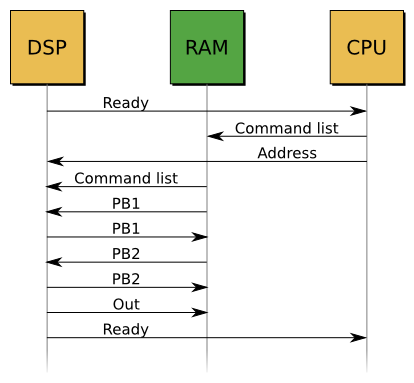 DSP RAM CPU
Ready
Command list
Address
Command list
PB1
PB1
PB2
PB2
Out
Ready